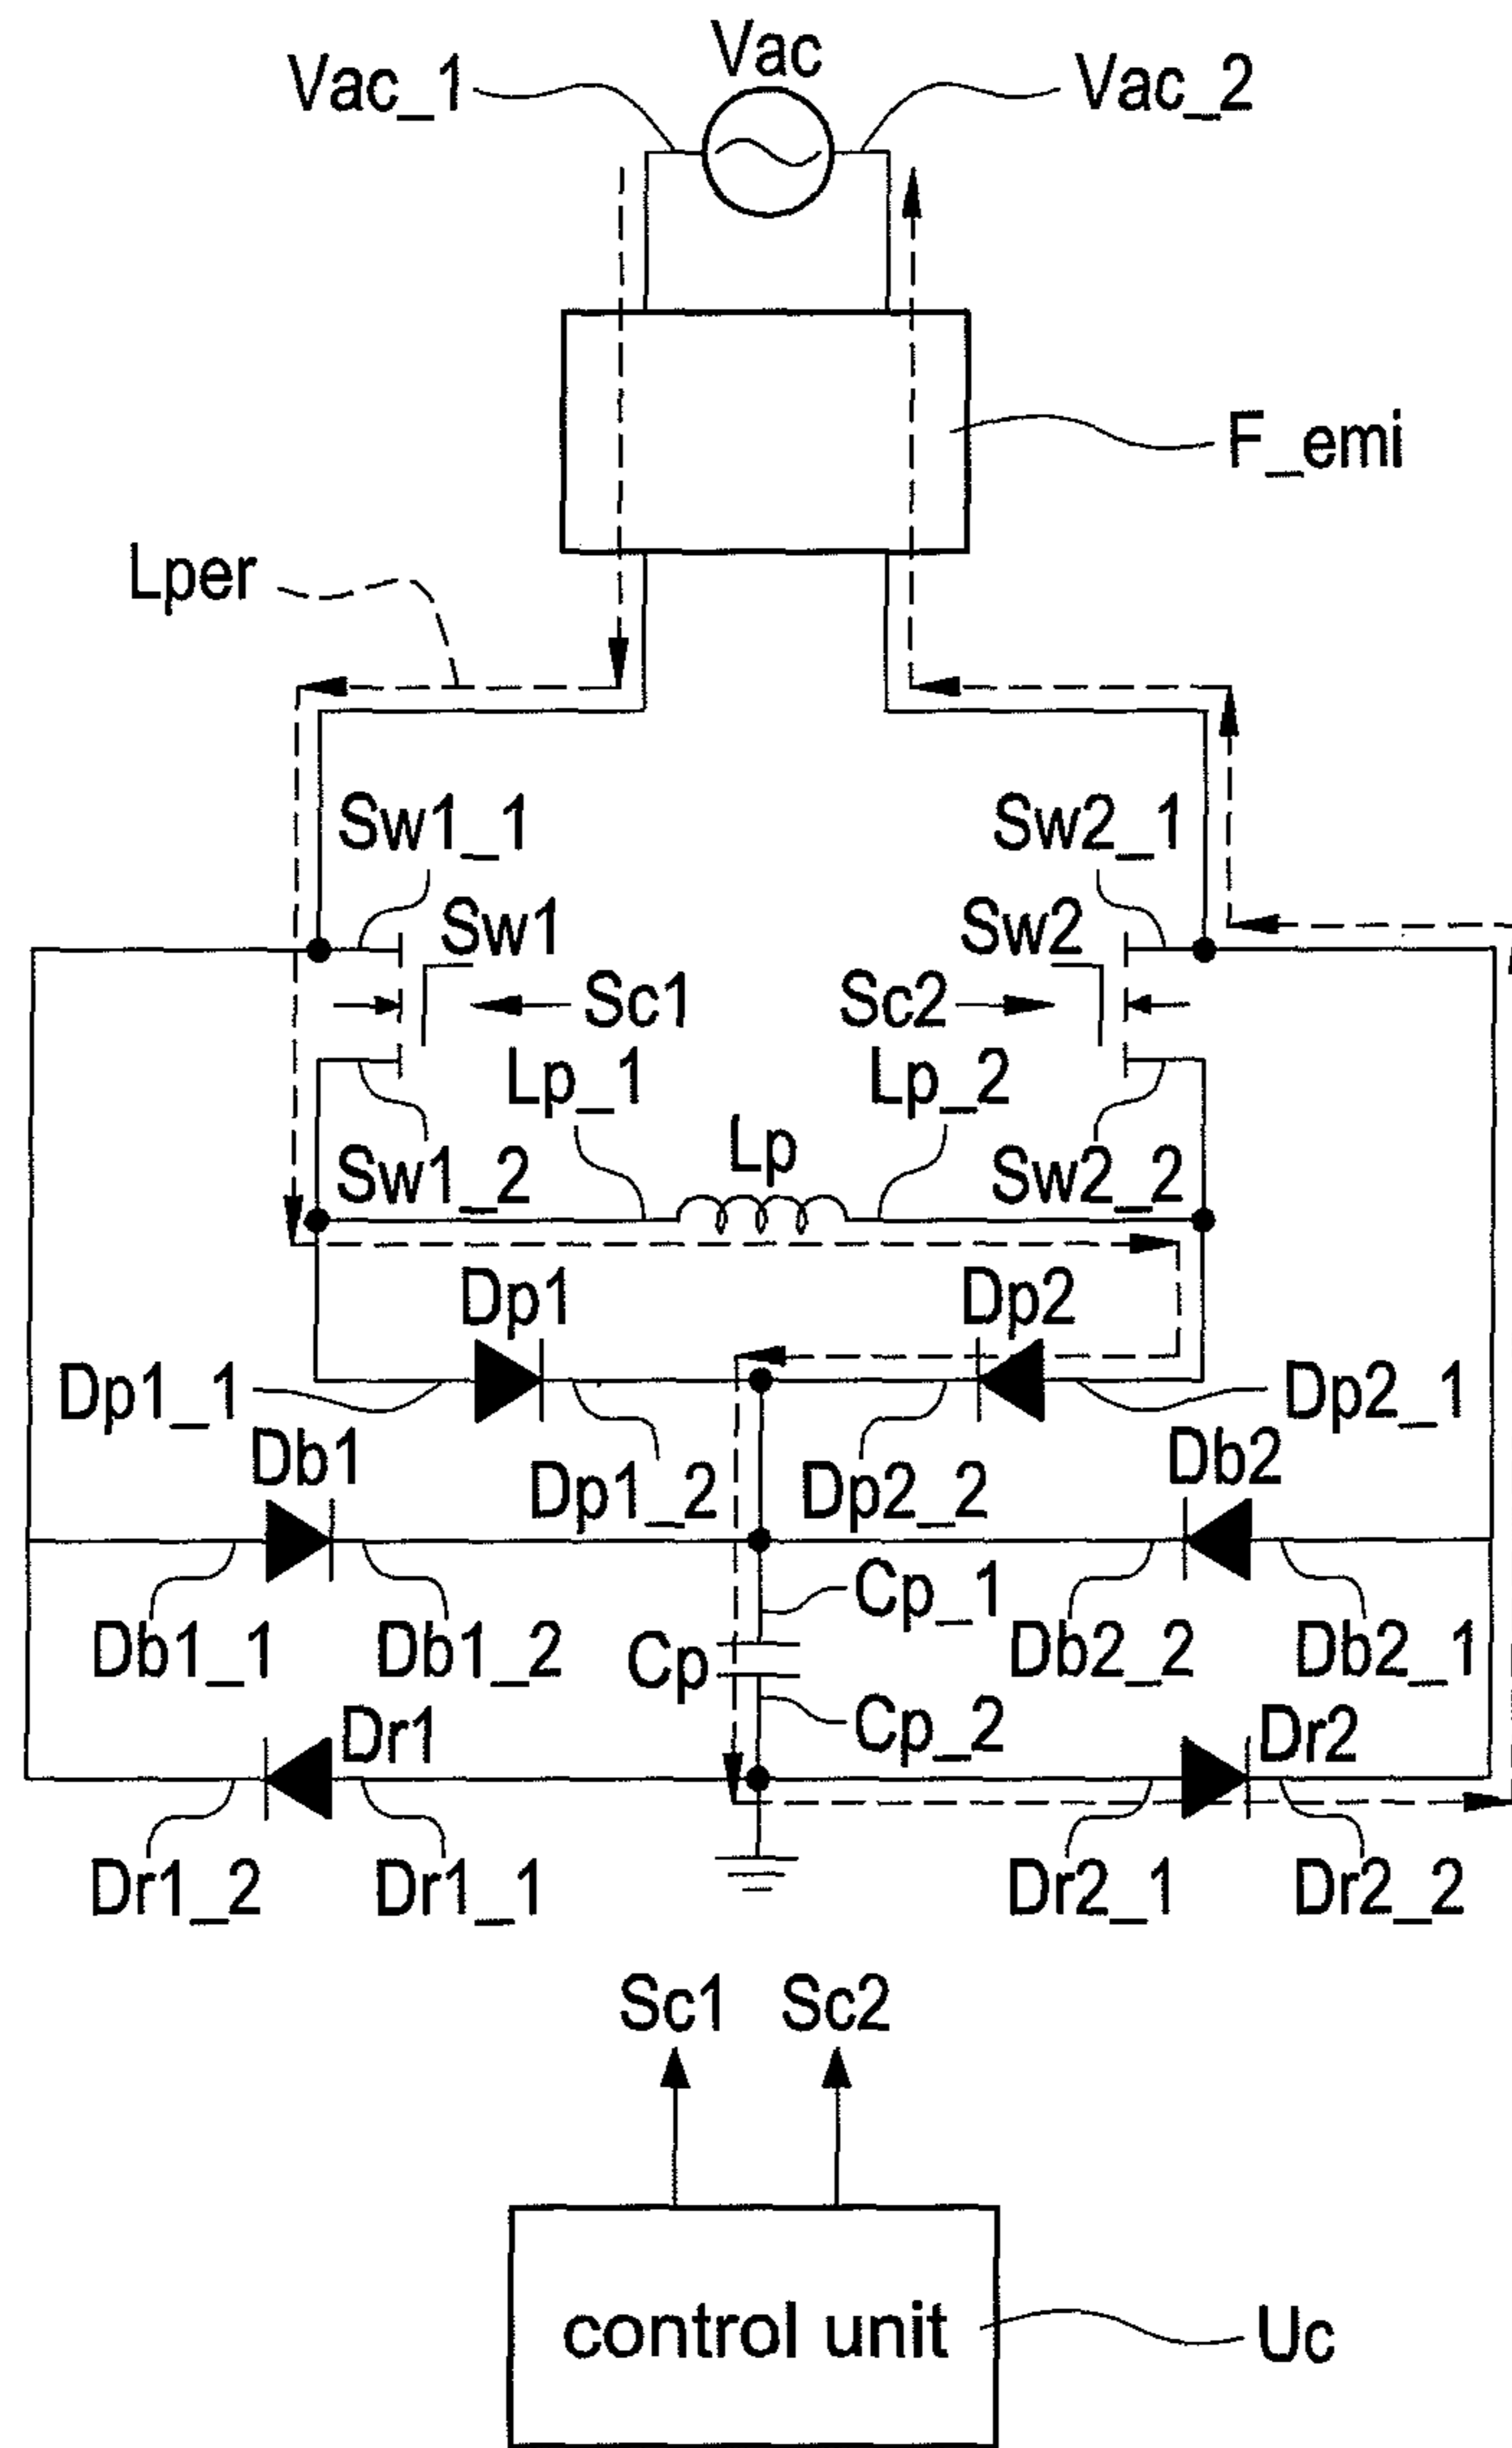 Vac
Vac_1
Vac_2
F_emi
Lper
Sw1_1
Sw2_1
Sw1
Sw2
Sc1
Sc2
Lp_1
Lp_2
Lp
Sw1_2
Sw2_2
Dp1
Dp2
Dp1_1
Dp2_1
Db1
Dp1_2
Dp2_2
Db2
Cp_1
Db1_1
Db1_2
Cp
Db2_2
Db2_1
Dr1
Cp_2
Dr2
Dr1_2
Dr1_1
Dr2_1
Dr2_2
Sc1
Sc2
control unit
Uc